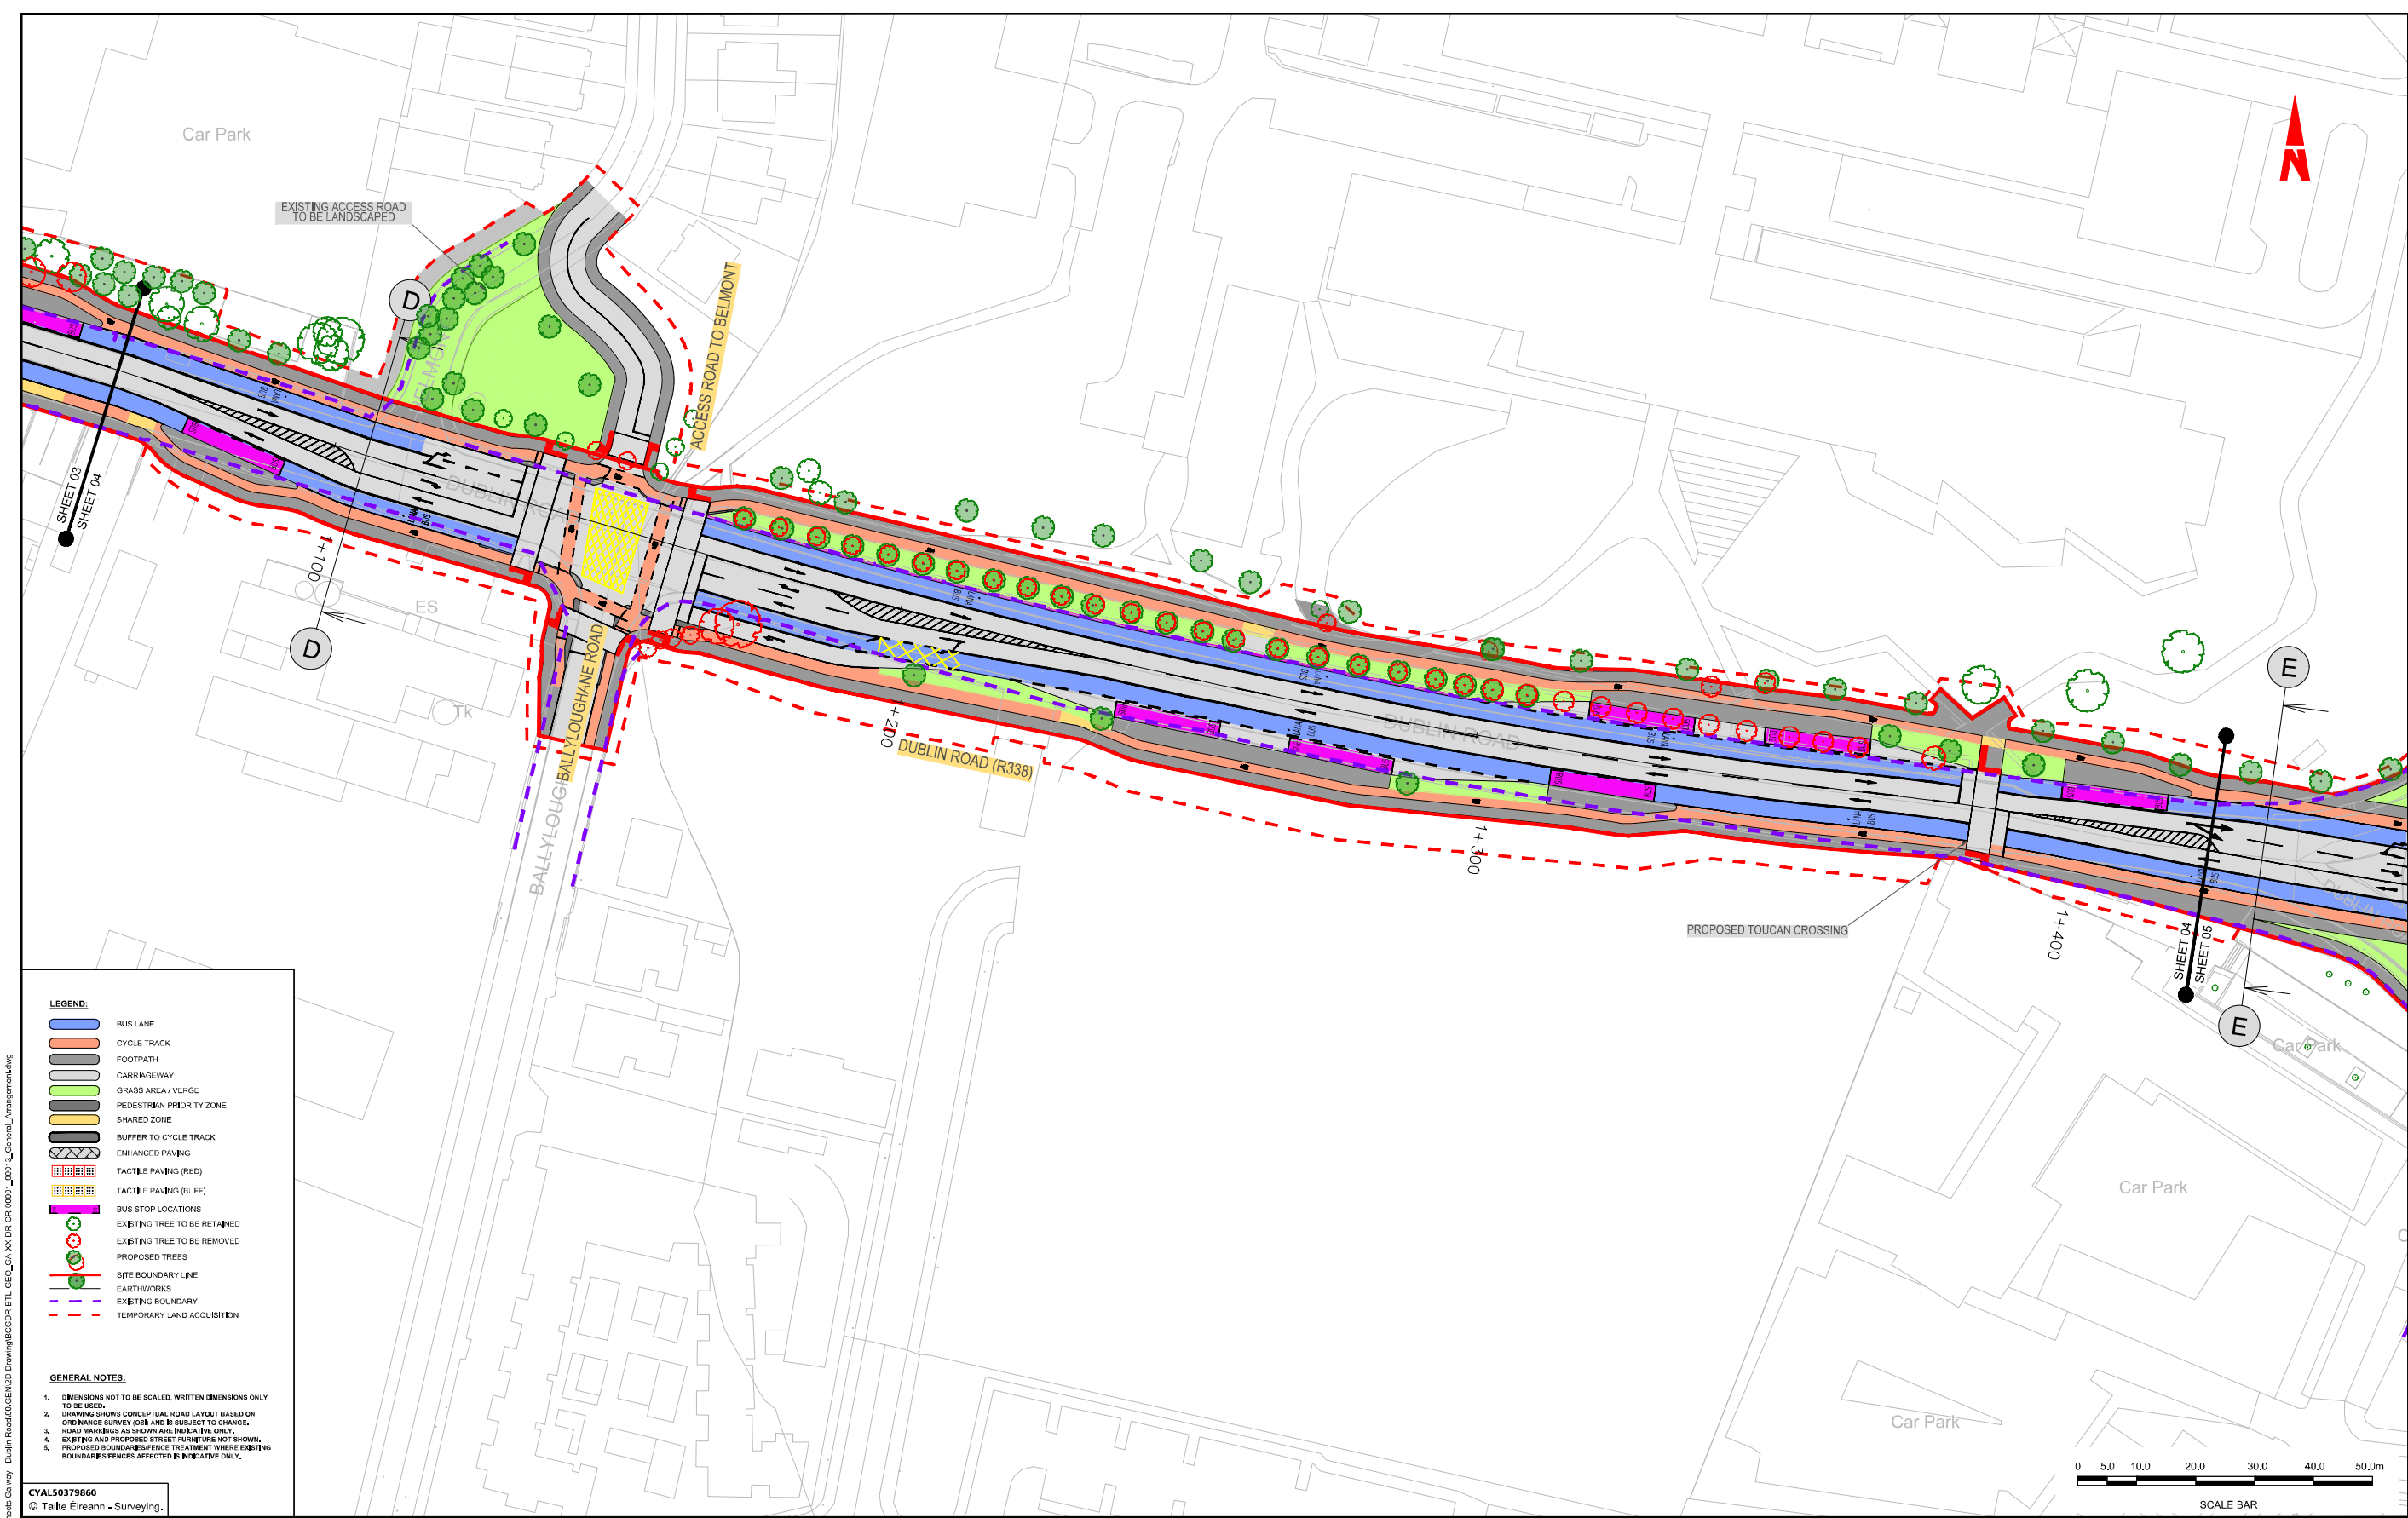 Car Park
EXISTING ACCESS ROAD
TO BE LANDSCAPED
N
D
ACCESS ROAD TO BELMONT
SHEET 03
SHEET 04
DUBLIN ROAD
1+100
ES
D
Tk
BALLYLOUGHANE ROAD
1+200
DUBLIN ROAD (R338)
DUBLIN ROAD
1+300
PROPOSED TOUCAN CROSSING
1+400
SHEET 04
SHEET 05
E
E
Car Park
Car Park
Car Park
LEGEND:
BUS LANE
CYCLE TRACK
FOOTPATH
CARRIAGEWAY
GRASS AREA / VERGE
PEDESTRIAN PRIORITY ZONE
SHARED ZONE
BUFFER TO CYCLE TRACK
ENHANCED PAVING
TACTILE PAVING (RED)
TACTILE PAVING (BUFF)
BUS STOP LOCATIONS
EXISTING TREE TO BE RETAINED
EXISTING TREE TO BE REMOVED
PROPOSED TREES
SITE BOUNDARY LINE
EARTHWORKS
EXISTING BOUNDARY
TEMPORARY LAND ACQUISITION
GENERAL NOTES:
1. DIMENSIONS NOT TO BE SCALED, WRITTEN DIMENSIONS ONLY
TO BE USED.
2. DRAWING SHOWS CONCEPTUAL ROAD LAYOUT BASED ON
ORDINANCE SURVEY (OSI) AND IS SUBJECT TO CHANGE.
3. ROAD MARKINGS AS SHOWN ARE INDICATIVE ONLY.
4. EXISTING AND PROPOSED STREET FURNITURE NOT SHOWN.
5. PROPOSED BOUNDARIES/FENCE TREATMENT WHERE EXISTING
BOUNDARIES/FENCES AFFECTED IS INDICATIVE ONLY.
CYAL50379860
© Tailte Éireann - Surveying.
0 5.0 10.0 20.0 30.0 40.0 50.0m
SCALE BAR